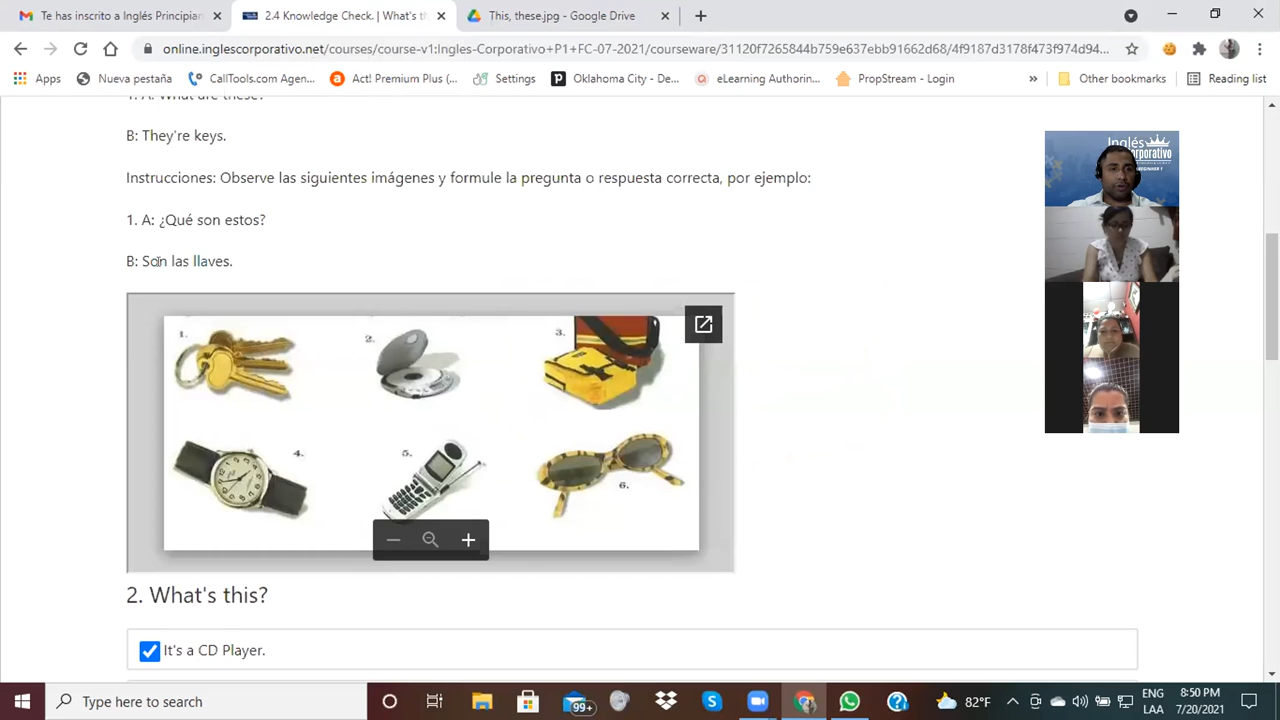 Te has inscrito a Inglés Principian
2.4 Knowledge Check. | What's th
This, these.jpg - Google Drive
online.inglescorporativo.net/courses/course-v1:Ingles-Corporativo+P1+FC-07-2021/courseware/31120f7265844b759e637ebb91662d68/4f9187d3178f473f974d94...
Apps
Nueva pestaña
CallTools.com Agen...
Act! Premium Plus (...
Settings
Oklahoma City - De...
eLearning Authorin...
PropStream - Login
»
Other bookmarks
Reading list
1. A: What are these?
B: They're keys.
Instrucciones: Observe las siguientes imágenes y formule la pregunta o respuesta correcta, por ejemplo:
1. A: ¿Qué son estos?
B: Son las llaves.
Inglés
1.
2.
3.
4.
5.
6.
2. What's this?
It's a CD Player.
Type here to search
99+
82°F
ENG
LAA
8:50 PM
7/20/2021